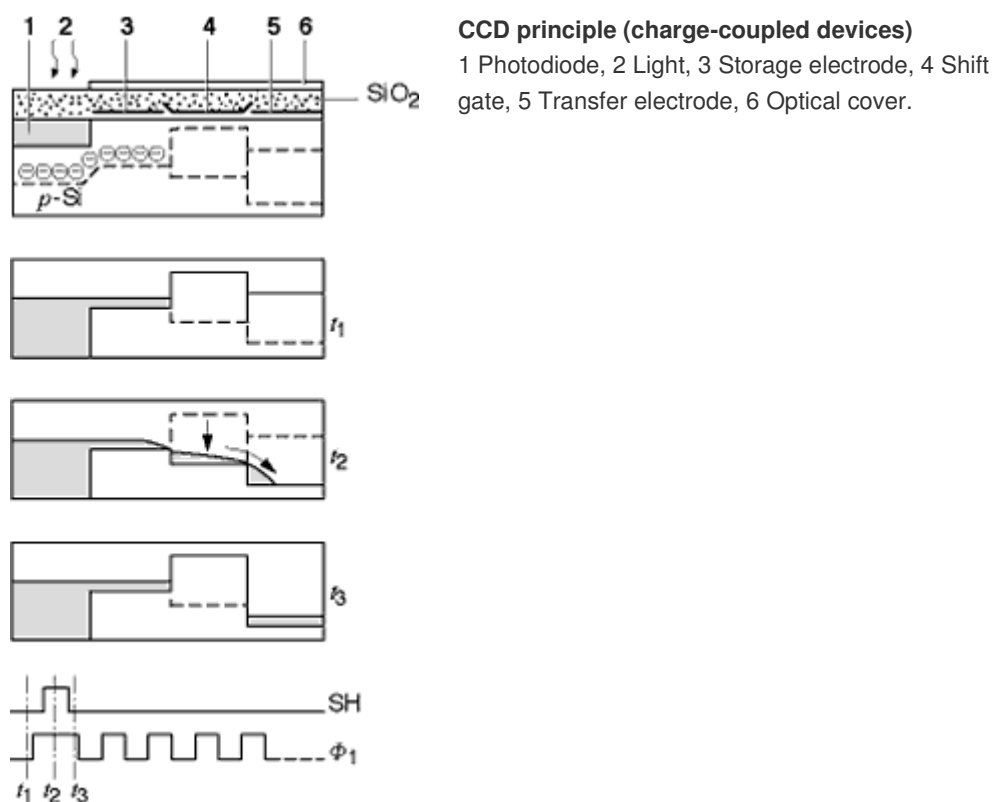 1 2 3 4 5 6
CCD principle (charge-coupled devices)
1 Photodiode, 2 Light, 3 Storage electrode, 4 Shift
gate, 5 Transfer electrode, 6 Optical cover.
SiO₂
p-Si
t₁
t₂
t₃
SH
Φ₁
t₁ t₂ t₃